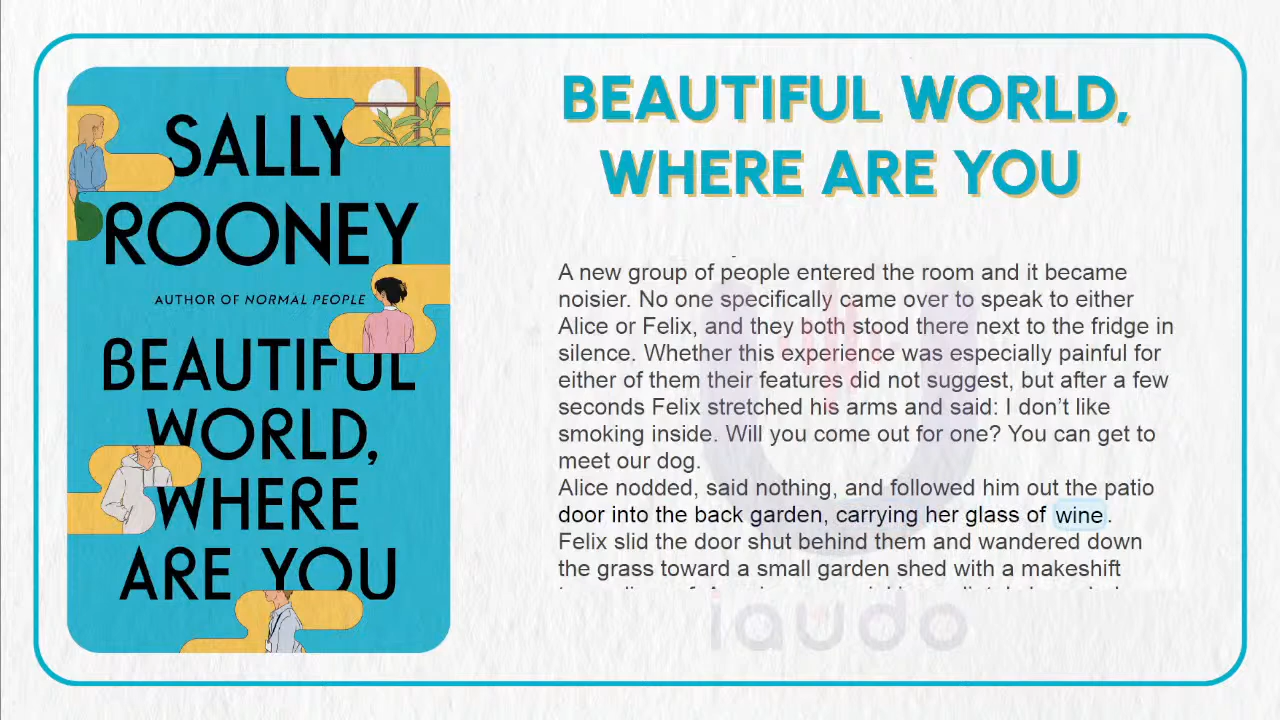 SALLY
ROONEY
AUTHOR OF NORMAL PEOPLE
BEAUTIFUL
WORLD,
WHERE
ARE YOU
BEAUTIFUL WORLD,
WHERE ARE YOU
A new group of people entered the room and it became
noisier. No one specifically came over to speak to either
Alice or Felix, and they both stood there next to the fridge in
silence. Whether this experience was especially painful for
either of them their features did not suggest, but after a few
seconds Felix stretched his arms and said: I don’t like
smoking inside. Will you come out for one? You can get to
meet our dog.
Alice nodded, said nothing, and followed him out the patio
door into the back garden, carrying her glass of wine.
Felix slid the door shut behind them and wandered down
the grass toward a small garden shed with a makeshift
iaudo